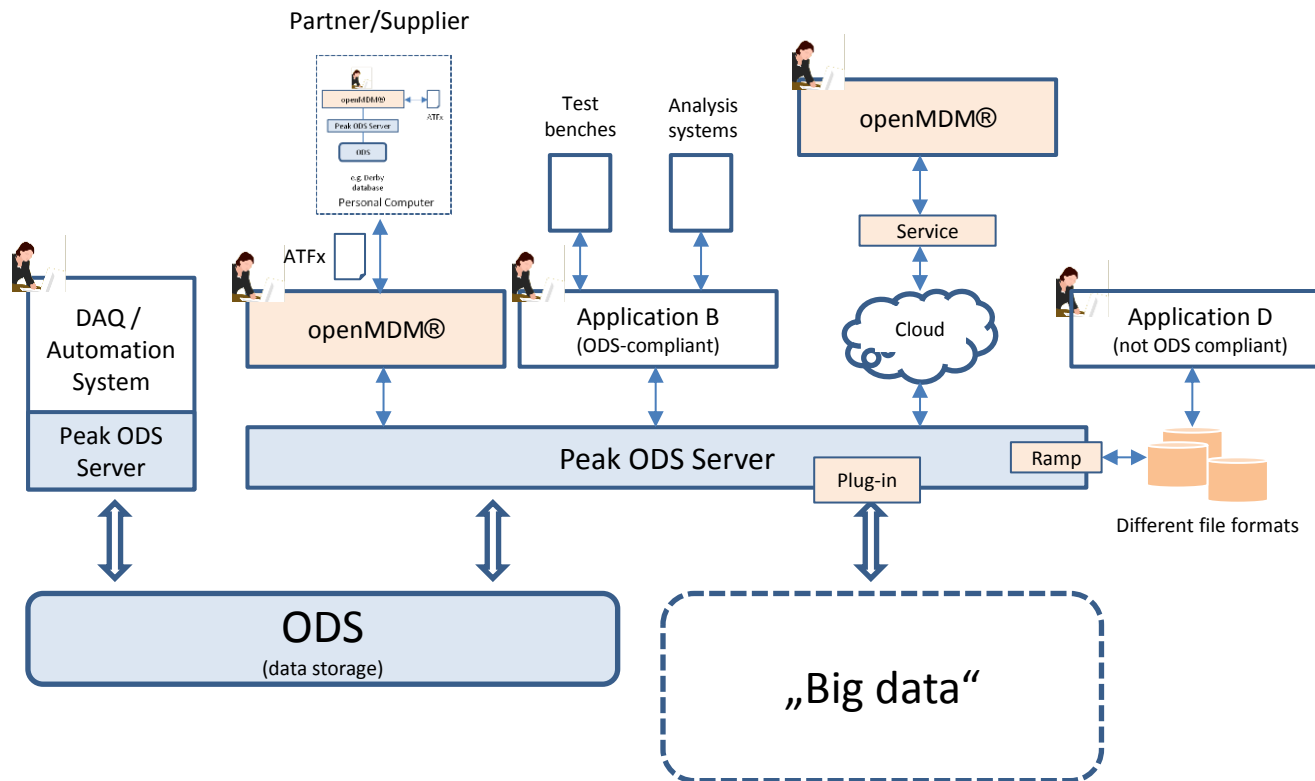 Partner/Supplier
openMDM®
ATFx
Peak ODS Server
ODS
e.g. Derby
database
Personal Computer
ATFx
Test
benches
Analysis
systems
openMDM®
Service
Cloud
DAQ /
Automation
System
Peak ODS
Server
openMDM®
Application B
(ODS-compliant)
Application D
(not ODS compliant)
Peak ODS Server
Ramp
Plug-in
Different file formats
ODS
(data storage)
„Big data“